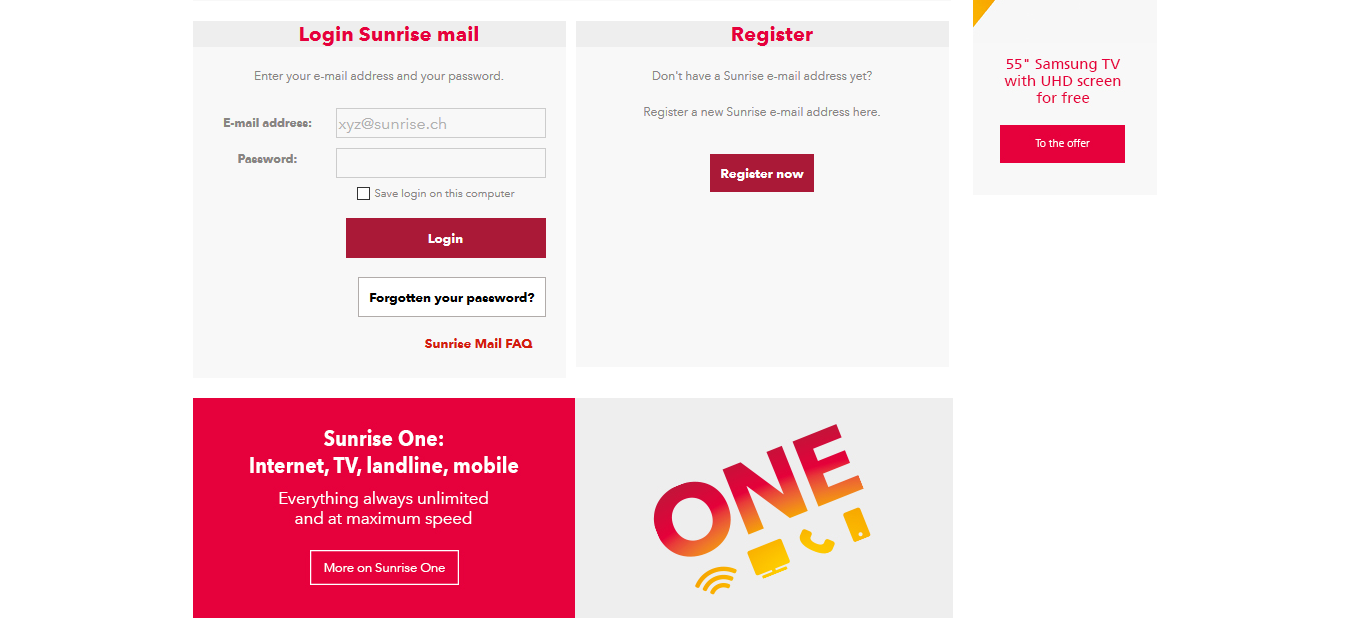 Login Sunrise mail
Enter your e-mail address and your password.
E-mail address:
xyz@sunrise.ch
Password:
Save login on this computer
Login
Forgotten your password?
Sunrise Mail FAQ
Register
Don't have a Sunrise e-mail address yet?
Register a new Sunrise e-mail address here.
Register now
55" Samsung TV
with UHD screen
for free
To the offer
Sunrise One:
Internet, TV, landline, mobile
Everything always unlimited
and at maximum speed
More on Sunrise One
ONE